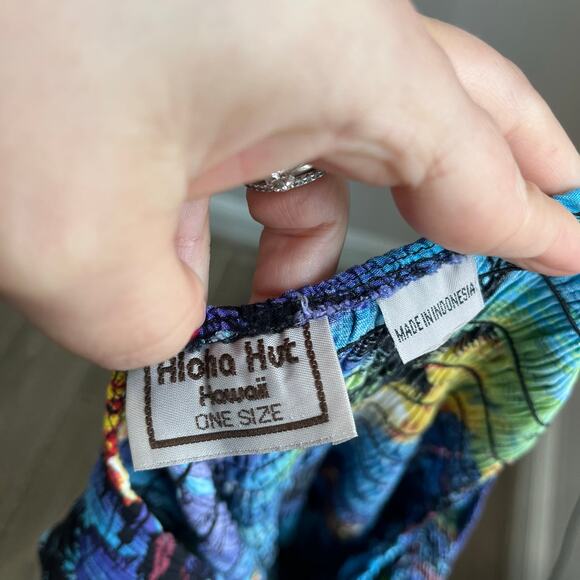 Aloha Hut
Hawaii
ONE SIZE
MADE IN INDONESIA